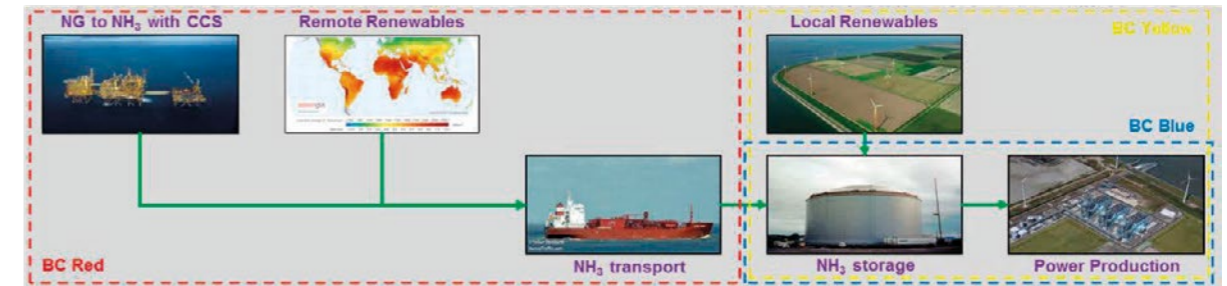 NG to NH₃ with CCS
Remote Renewables
Local Renewables
BC Yellow
BC Blue
BC Red
NH₃ transport
NH₃ storage
Power Production